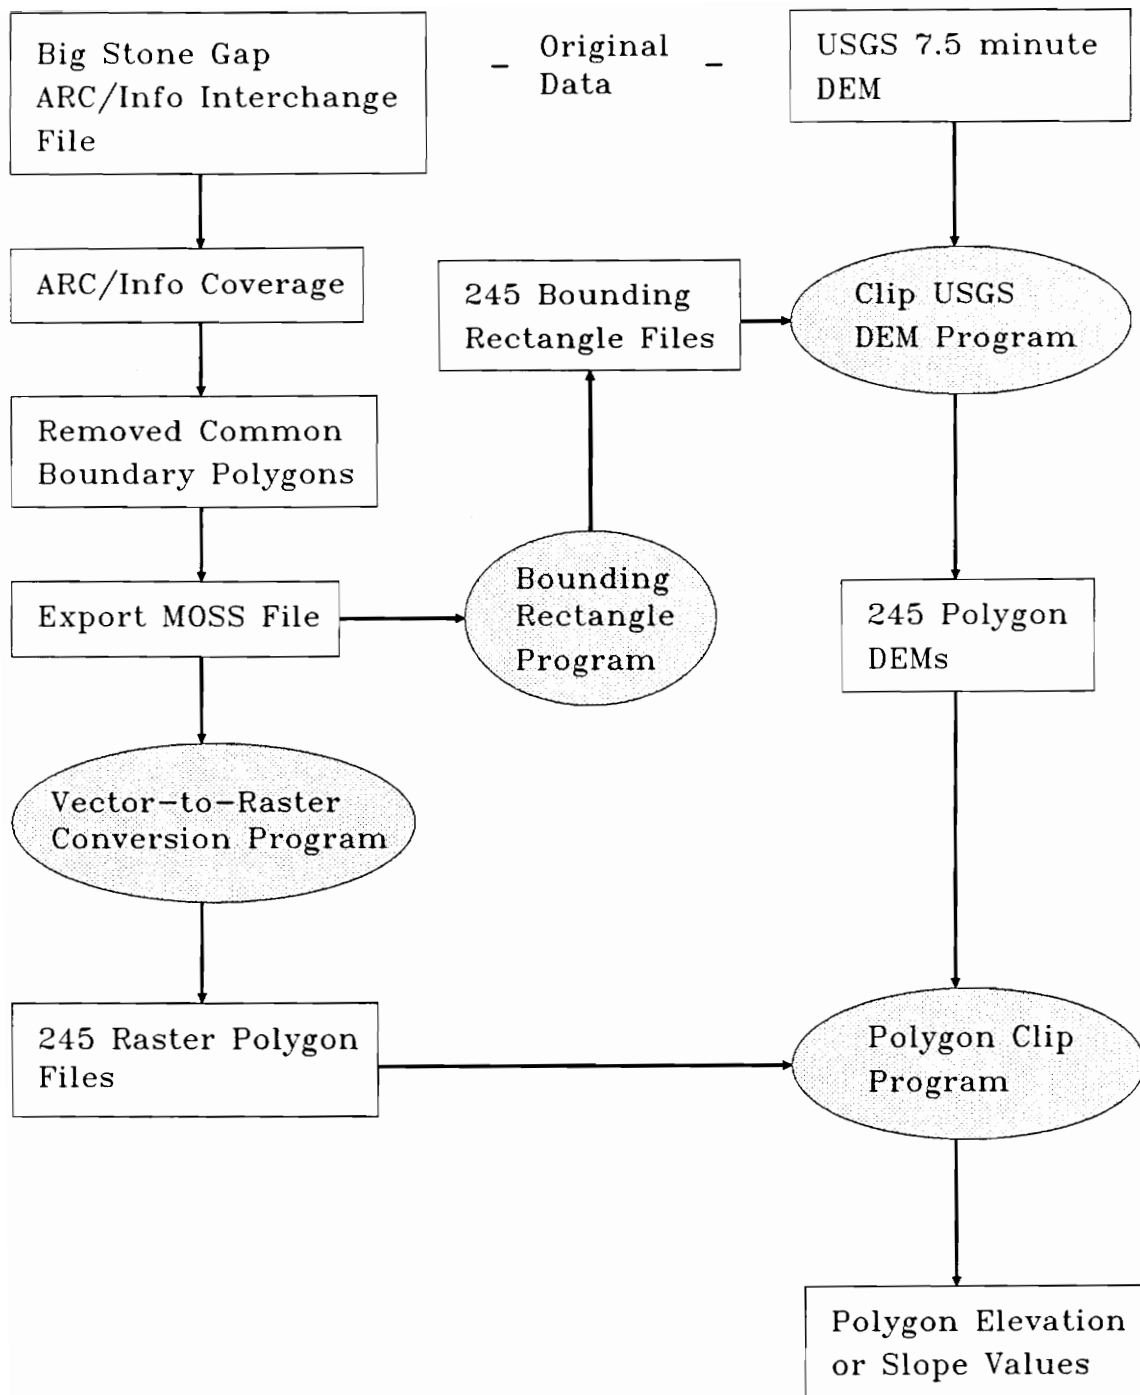 Big Stone Gap
ARC/Info Interchange
File
– Original –
Data
USGS 7.5 minute
DEM
ARC/Info Coverage
245 Bounding
Rectangle Files
Clip USGS
DEM Program
Removed Common
Boundary Polygons
Bounding
Rectangle
Program
Export MOSS File
245 Polygon
DEMs
Vector-to-Raster
Conversion Program
245 Raster Polygon
Files
Polygon Clip
Program
Polygon Elevation
or Slope Values